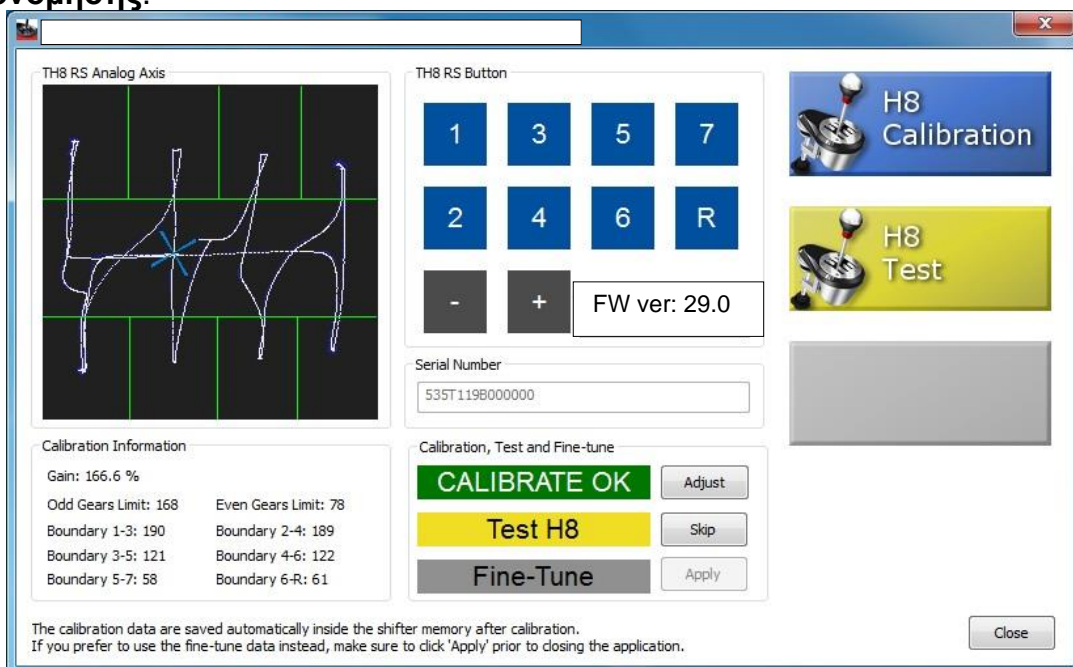 TH8 RS Analog Axis
TH8 RS Button
1 3 5 7
2 4 6 R
- +
FW ver: 29.0
H8
Calibration
H8
Test
Serial Number
535T119B000000
Calibration Information
Gain: 166.6 %
Odd Gears Limit: 168 Even Gears Limit: 78
Boundary 1-3: 190 Boundary 2-4: 189
Boundary 3-5: 121 Boundary 4-6: 122
Boundary 5-7: 58 Boundary 6-R: 61
Calibration, Test and Fine-tune
CALIBRATE OK Adjust
Test H8 Skip
Fine-Tune Apply
The calibration data are saved automatically inside the shifter memory after calibration.
If you prefer to use the fine-tune data instead, make sure to click 'Apply' prior to closing the application.
Close